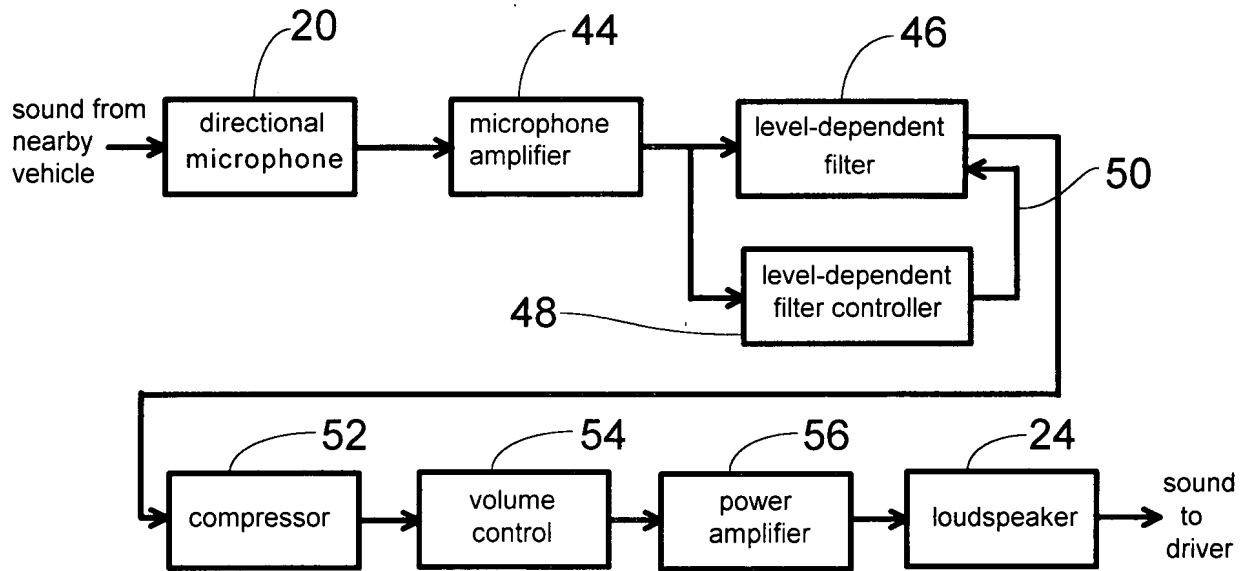 20
44
46
sound from
nearby
vehicle
directional
microphone
microphone
amplifier
level-dependent
filter
50
level-dependent
filter controller
48
52
54
56
24
compressor
volume
control
power
amplifier
loudspeaker
sound
to
driver